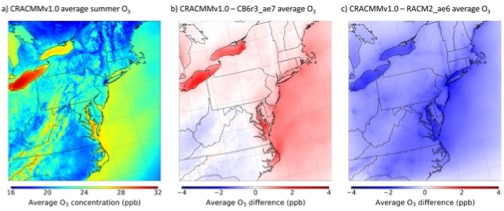 a) CRACMMv1.0 average summer O₃
b) CRACMMv1.0 – CB6r3_ae7 average O₃
c) CRACMMv1.0 – RACM2_ae6 average O₃
16 20 24 28 32
Average O₃ concentration (ppb)
−4 −2 0 2 4
Average O₃ difference (ppb)
−4 −2 0 2 4
Average O₃ difference (ppb)